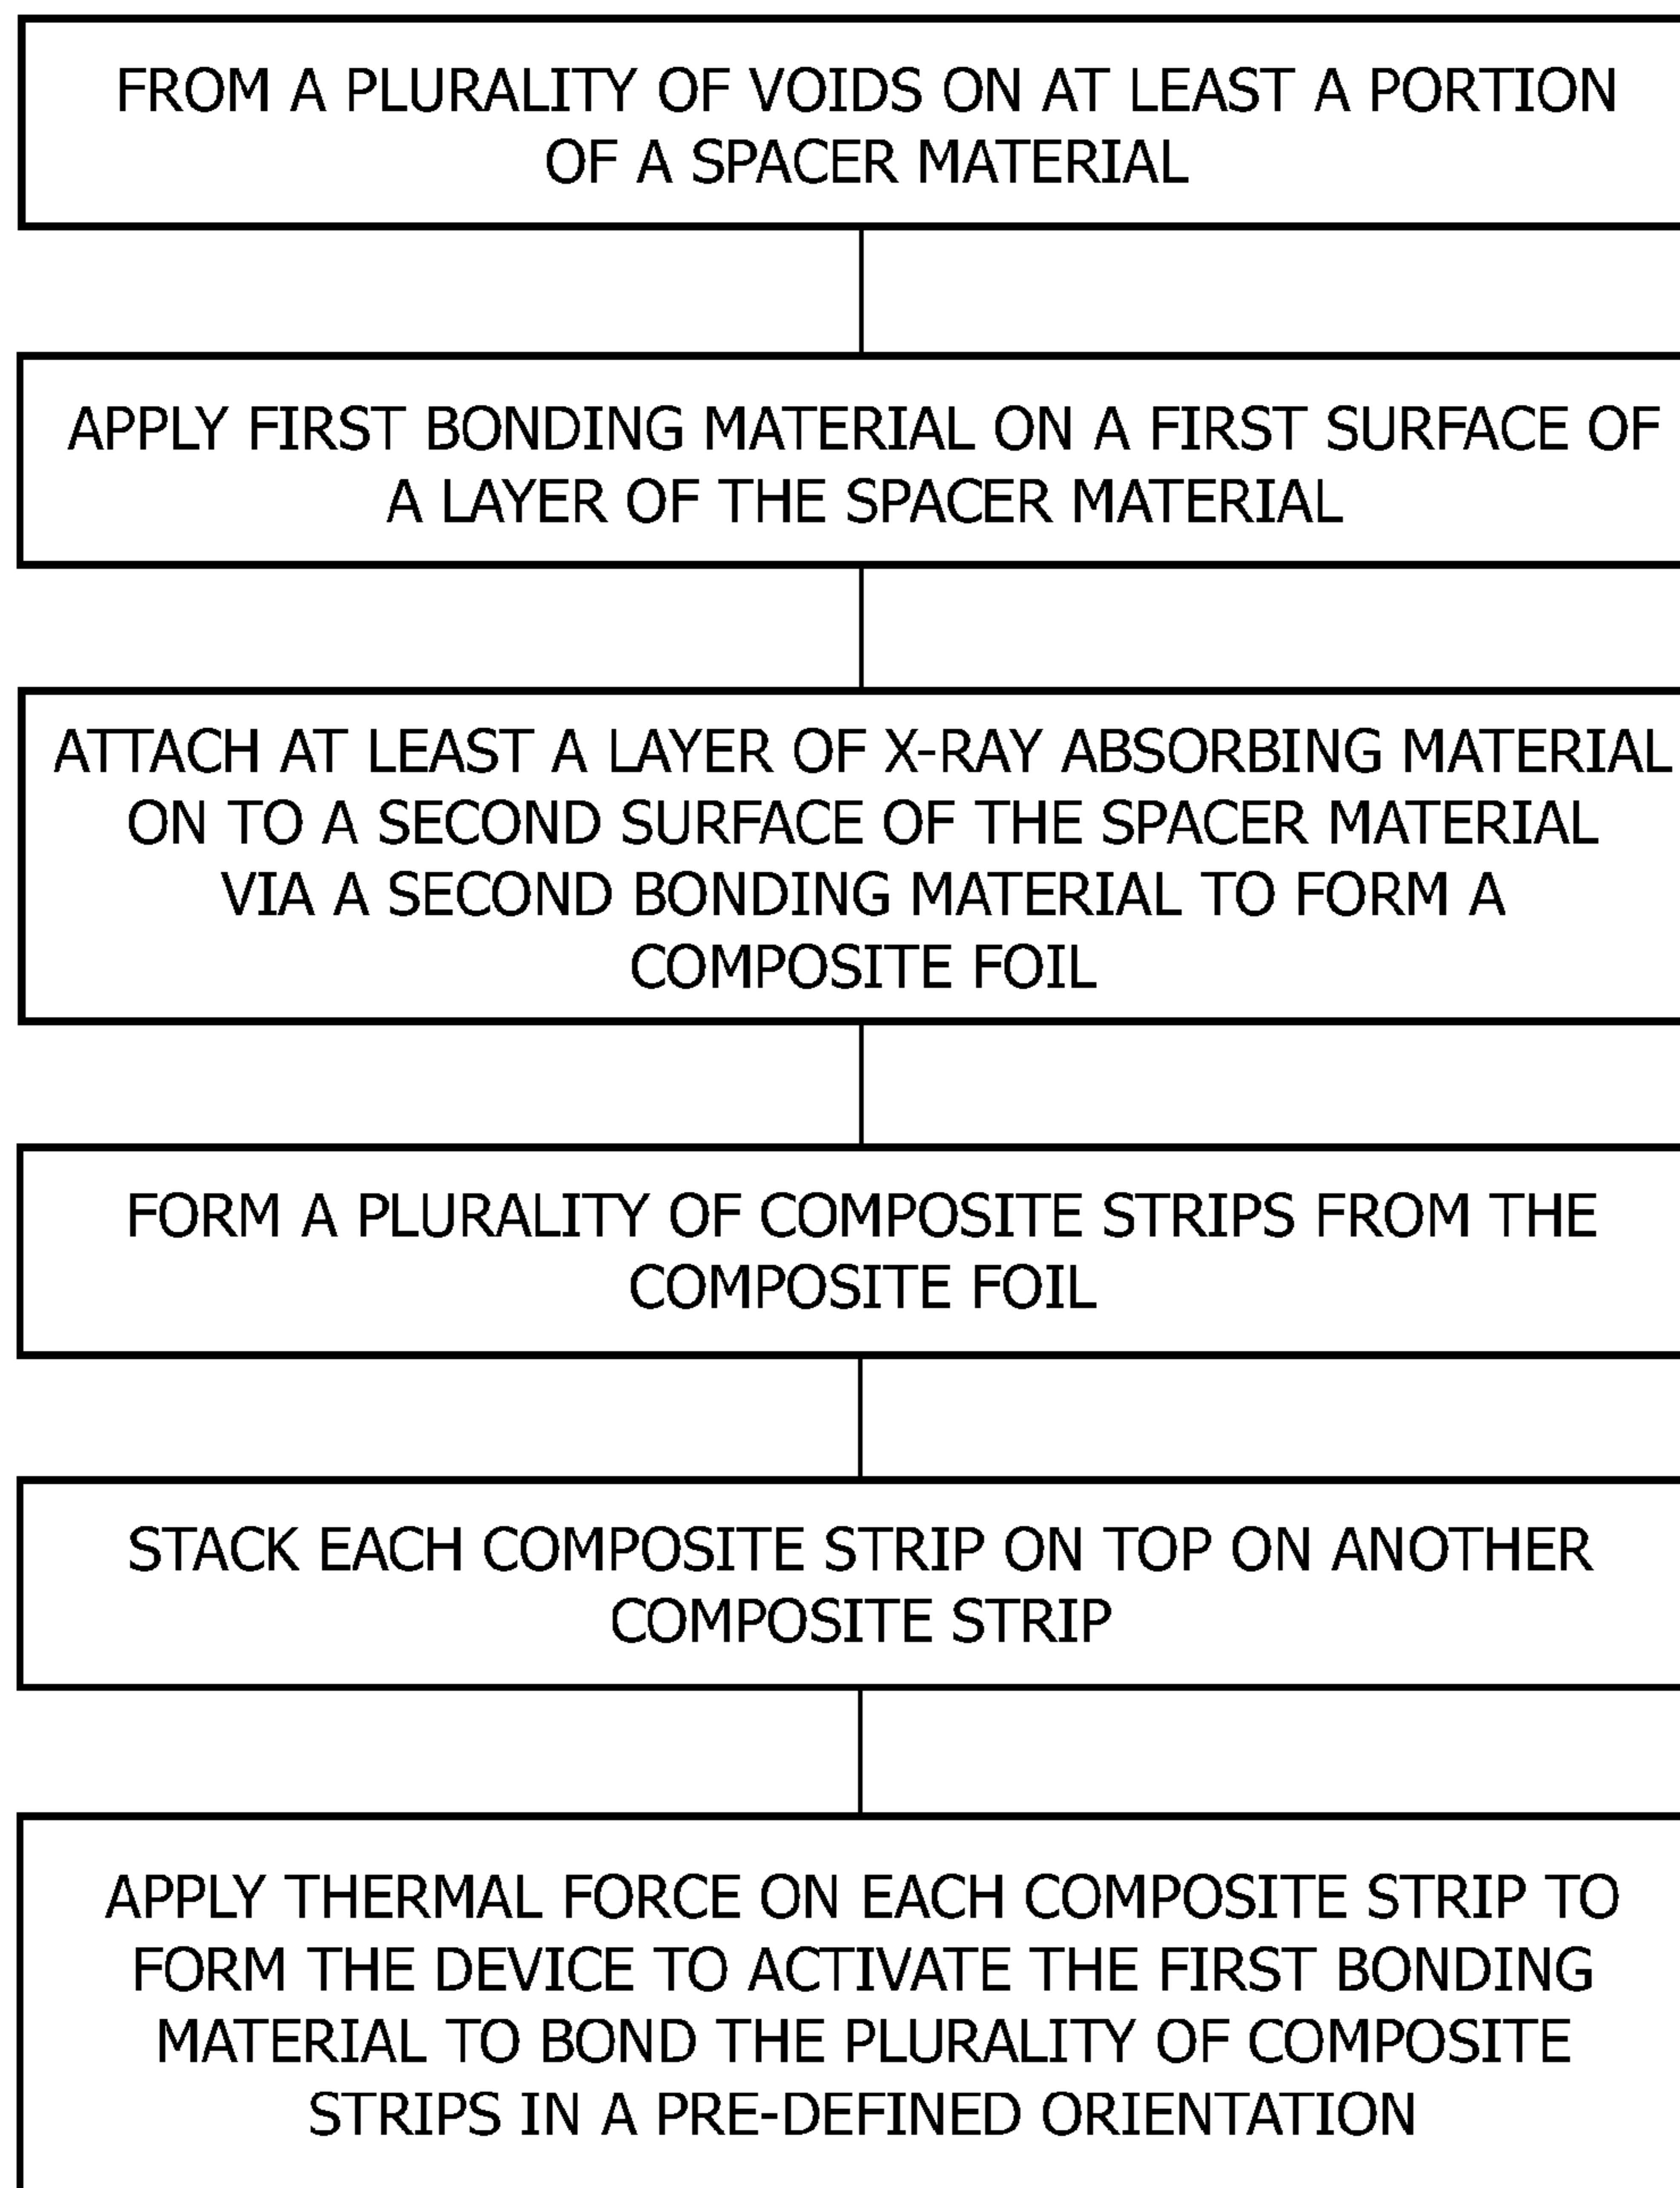 FROM A PLURALITY OF VOIDS ON AT LEAST A PORTION
OF A SPACER MATERIAL
APPLY FIRST BONDING MATERIAL ON A FIRST SURFACE OF
A LAYER OF THE SPACER MATERIAL
ATTACH AT LEAST A LAYER OF X-RAY ABSORBING MATERIAL
ON TO A SECOND SURFACE OF THE SPACER MATERIAL
VIA A SECOND BONDING MATERIAL TO FORM A
COMPOSITE FOIL
FORM A PLURALITY OF COMPOSITE STRIPS FROM THE
COMPOSITE FOIL
STACK EACH COMPOSITE STRIP ON TOP ON ANOTHER
COMPOSITE STRIP
APPLY THERMAL FORCE ON EACH COMPOSITE STRIP TO
FORM THE DEVICE TO ACTIVATE THE FIRST BONDING
MATERIAL TO BOND THE PLURALITY OF COMPOSITE
STRIPS IN A PRE-DEFINED ORIENTATION